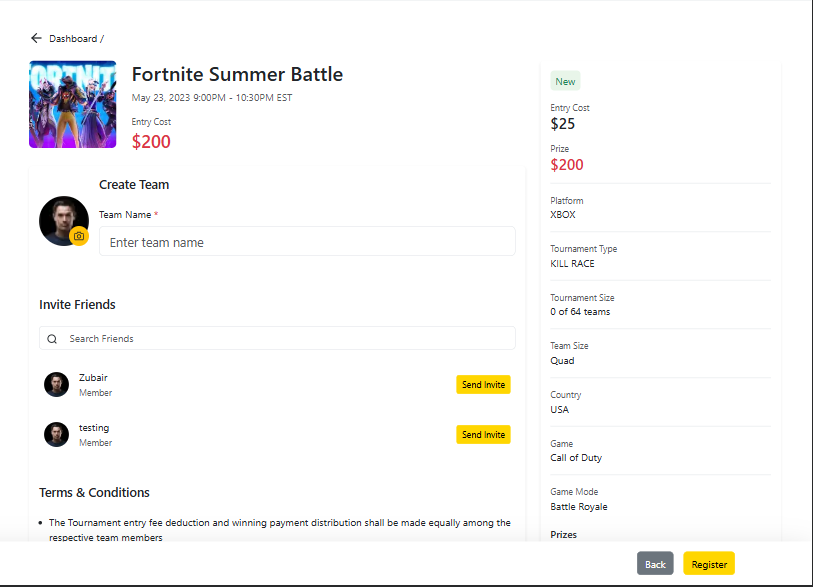 Dashboard /
FORTNITE
Fortnite Summer Battle
May 23, 2023 9:00PM - 10:30PM EST
Entry Cost
$200
Create Team
Team Name *
Enter team name
Invite Friends
Search Friends
Zubair
Member
Send Invite
testing
Member
Send Invite
Terms & Conditions
• The Tournament entry fee deduction and winning payment distribution shall be made equally among the
respective team members
New
Entry Cost
$25
Prize
$200
Platform
XBOX
Tournament Type
KILL RACE
Tournament Size
0 of 64 teams
Team Size
Quad
Country
USA
Game
Call of Duty
Game Mode
Battle Royale
Prizes
Back
Register